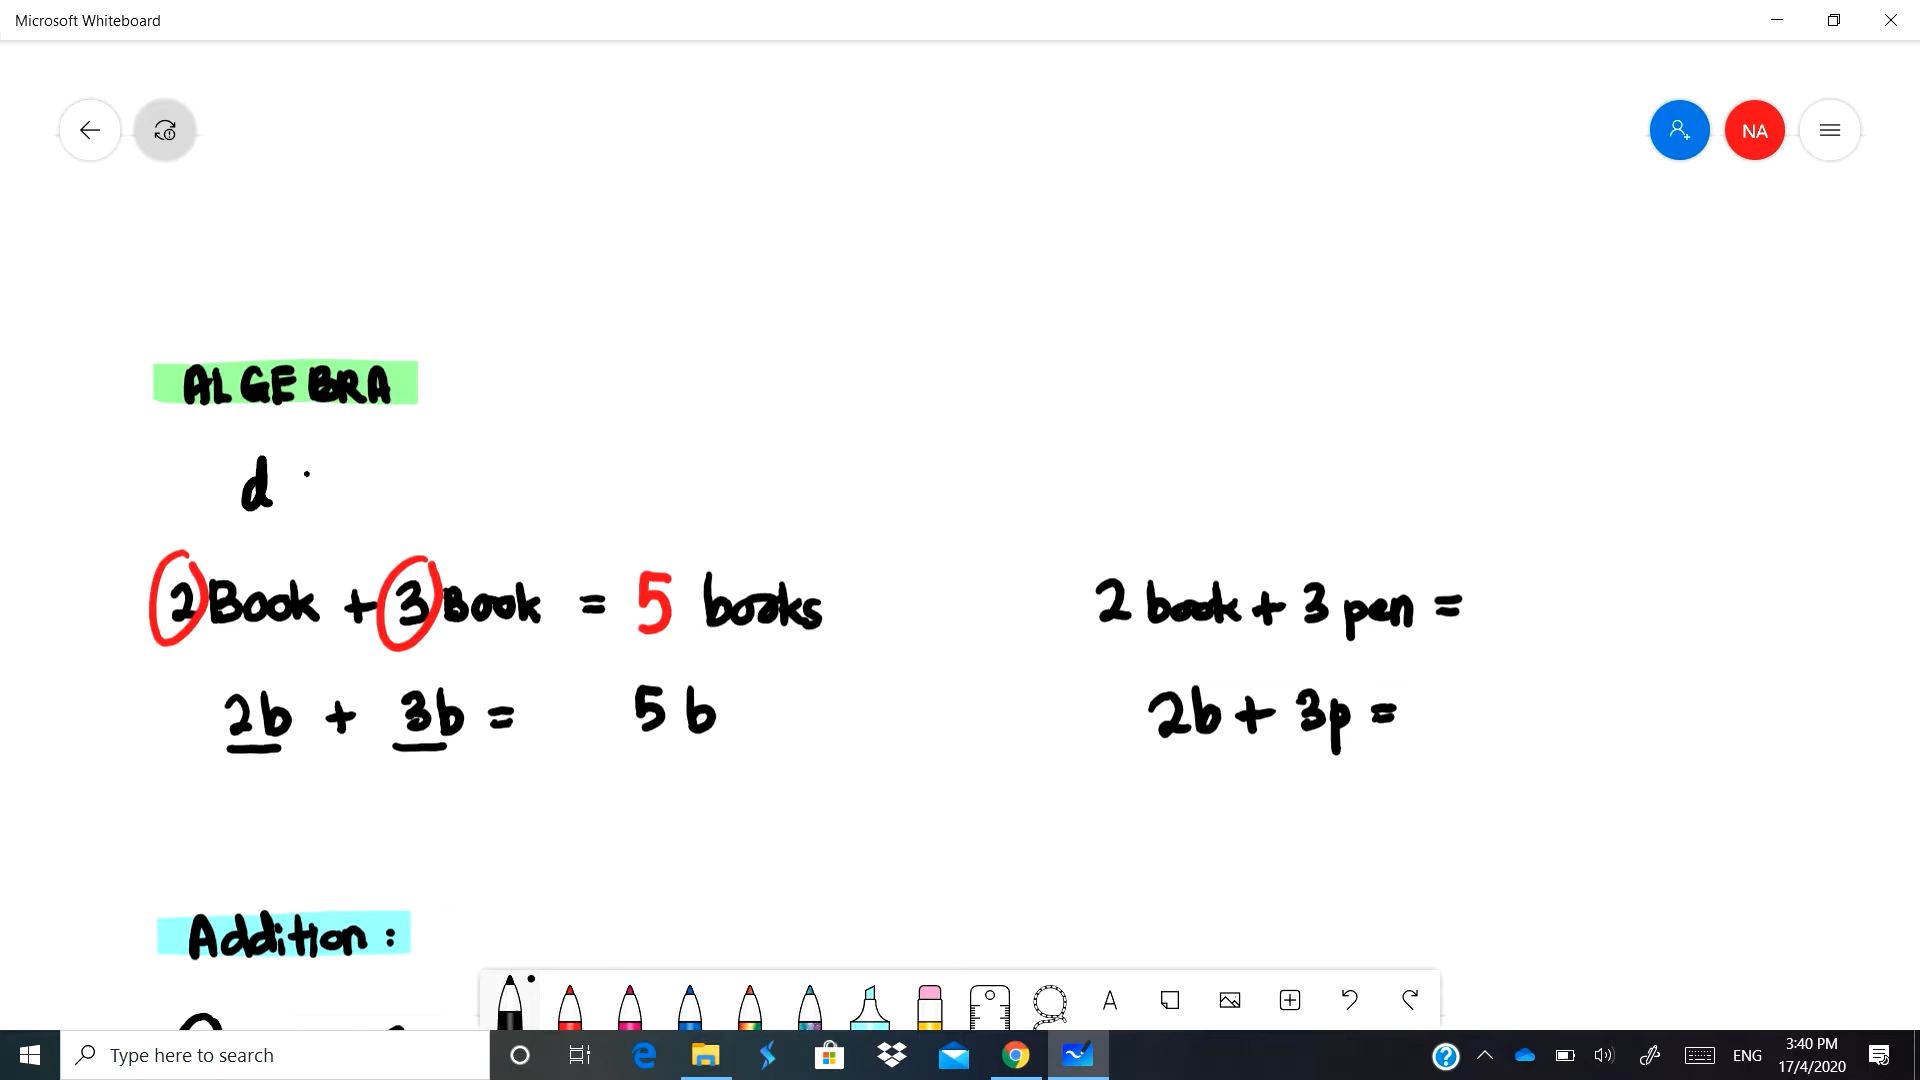 Microsoft Whiteboard
NA
ALGEBRA
d .
2 Book + 3 Book = 5 books
2b + 3b = 5 b
2 book + 3 pen =
2b + 3p =
Addition :
A
Type here to search
ENG
3:40 PM
17/4/2020